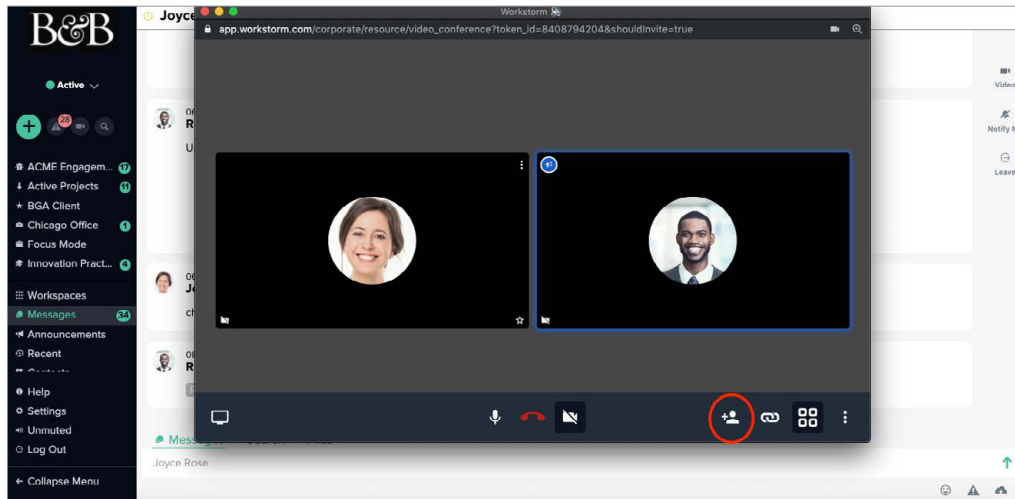 B&B
Active
28
ACME Engagem... 17
Active Projects 11
BGA Client
Chicago Office 1
Focus Mode
Innovation Pract... 4
Workspaces
Messages 34
Announcements
Recent
Help
Settings
Unmuted
Log Out
Collapse Menu
Joyce
Workstorm
app.workstorm.com/corporate/resource/video_conference?token_id=8408794204&shouldInvite=true
Video
Notify M
Leave
R
U
ch
R
Joyce Rose